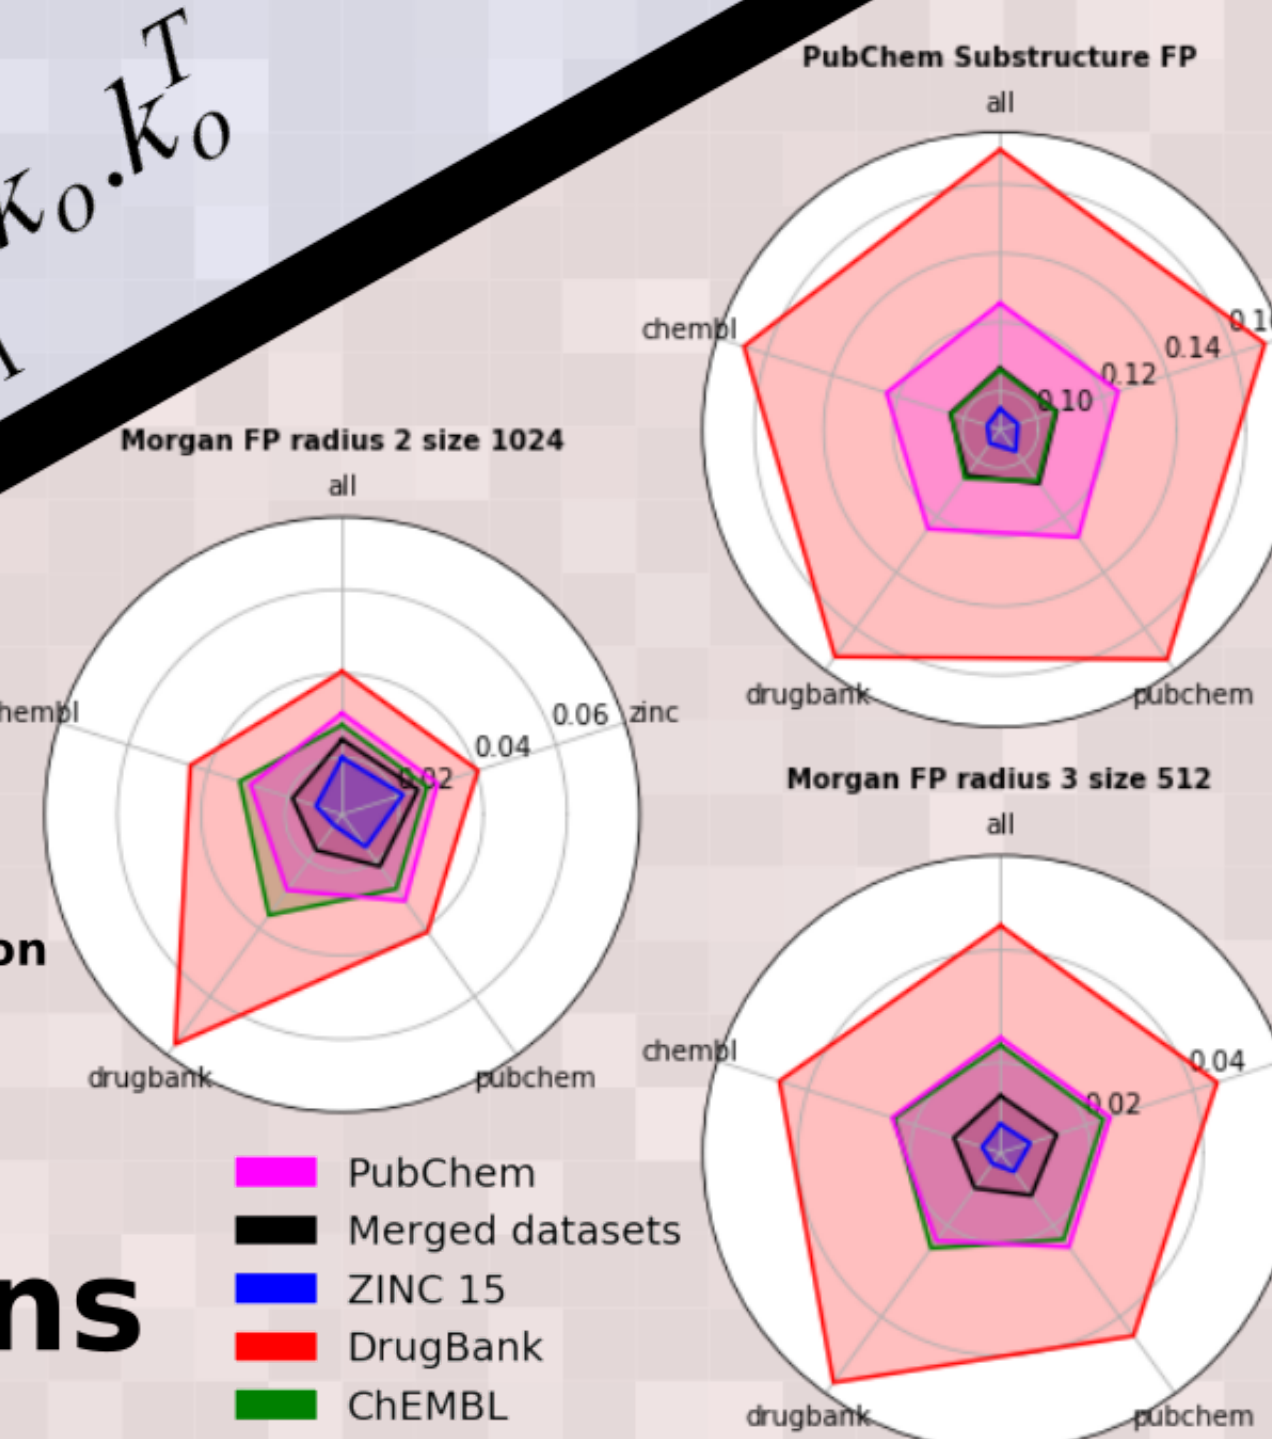 κ_O.k_O^T
PubChem Substructure FP
all
chembl
0.14
0.12
0.10
drugbank
pubchem
Morgan FP radius 2 size 1024
all
hembl
0.06
zinc
0.04
0.02
drugbank
pubchem
Morgan FP radius 3 size 512
all
chembl
0.04
0.02
drugbank
pubchem
on
ns
PubChem
Merged datasets
ZINC 15
DrugBank
ChEMBL